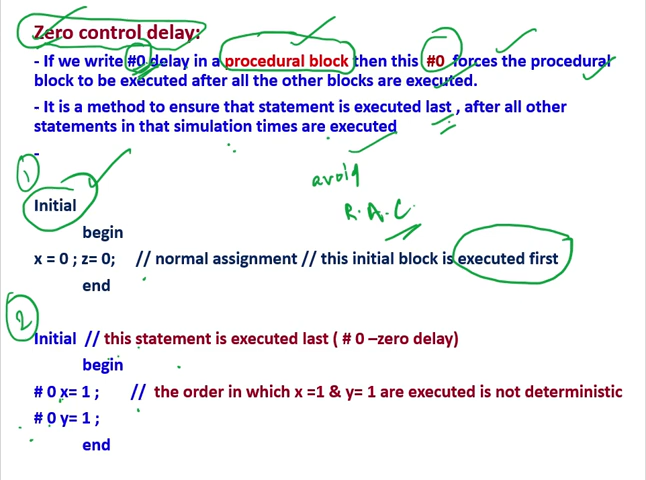 Zero control delay:
- If we write #0 delay in a procedural block then this #0 forces the procedural
block to be executed after all the other blocks are executed.
- It is a method to ensure that statement is executed last , after all other
statements in that simulation times are executed
-
1
avoid
R.A.C.
Initial
begin
x = 0 ; z= 0; // normal assignment // this initial block is executed first
end
2
Initial // this statement is executed last ( # 0 –zero delay)
begin
# 0 x= 1 ; // the order in which x =1 & y= 1 are executed is not deterministic
# 0 y= 1 ;
end